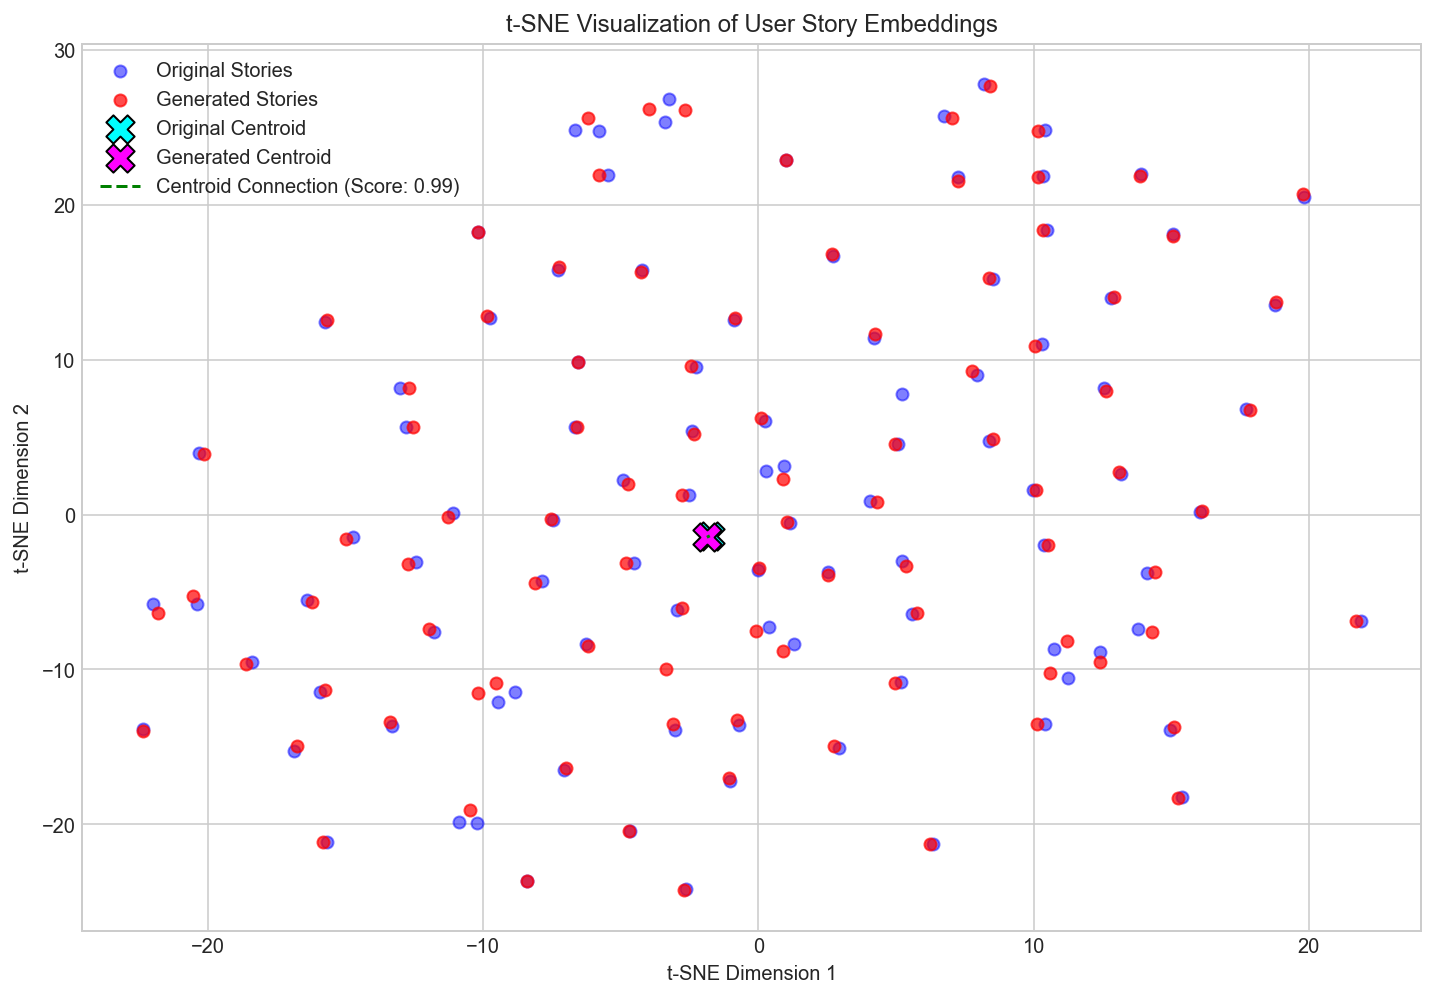 t-SNE Visualization of User Story Embeddings
Original Stories
Generated Stories
Original Centroid
Generated Centroid
Centroid Connection (Score: 0.99)
30
20
10
0
−10
−20
t-SNE Dimension 2
−20
−10
0
10
20
t-SNE Dimension 1